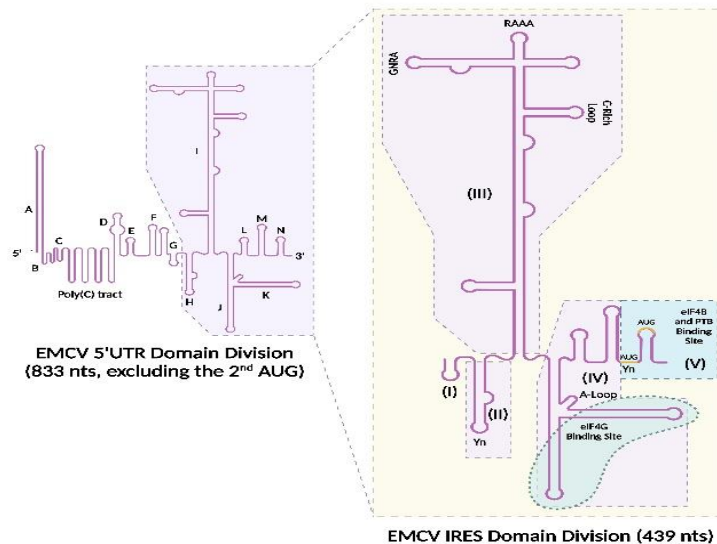 A
5'
B
C
Poly(C) tract
D
E
F
G
H
I
J
K
L
M
N
3'
EMCV 5'UTR Domain Division
(833 nts, excluding the 2nd AUG)
RAAA
GNRA
C-Rich
Loop
(III)
(I)
(II)
Yn
AUG
AUG
Yn
eIF4B
and PTB
Binding
Site
(V)
(IV)
A-Loop
eIF4G
Binding Site
EMCV IRES Domain Division (439 nts)